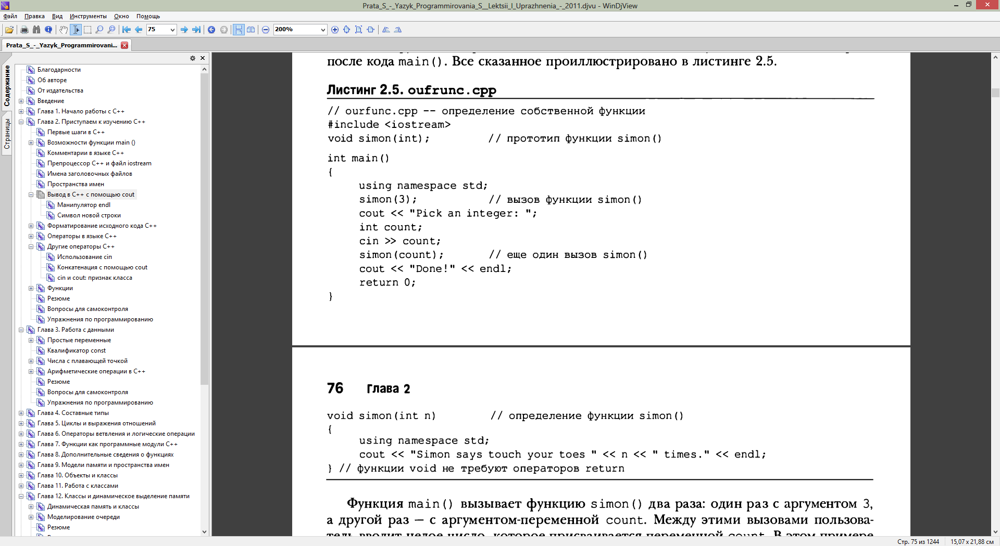 Prata_S_-_Yazyk_Programmirovania_S__Lektsii_I_Uprazhnenia_-_2011.djvu - WinDjView
Файл Правка Вид Инструменты Окно Помощь
75
200%
Prata_S_-_Yazyk_Programmirovani...
Содержание
Страницы
Благодарности
Об авторе
От издательства
Введение
Глава 1. Начало работы с C++
Глава 2. Приступаем к изучению C++
Первые шаги в C++
Возможности функции main ()
Комментарии в языке C++
Препроцессор C++ и файл iostream
Имена заголовочных файлов
Пространства имен
Вывод в C++ с помощью cout
Манипулятор endl
Символ новой строки
Форматирование исходного кода C++
Операторы в языке C++
Другие операторы C++
Использование cin
Конкатенация с помощью cout
cin и cout: признак класса
Функции
Резюме
Вопросы для самоконтроля
Упражнения по программированию
Глава 3. Работа с данными
Простые переменные
Квалификатор const
Числа с плавающей точкой
Арифметические операции в C++
Резюме
Вопросы для самоконтроля
Упражнения по программированию
Глава 4. Составные типы
Глава 5. Циклы и выражения отношений
Глава 6. Операторы ветвления и логические операции
Глава 7. Функции как программные модули C++
Глава 8. Дополнительные сведения о функциях
Глава 9. Модели памяти и пространства имен
Глава 10. Объекты и классы
Глава 11. Работа с классами
Глава 12. Классы и динамическое выделение памяти
Динамическая память и классы
Моделирование очереди
Резюме
после кода main(). Все сказанное проиллюстрировано в листинге 2.5.
Листинг 2.5. oufrunc.cpp
// ourfunc.cpp -- определение собственной функции
#include <iostream>
void simon(int); // прототип функции simon()
int main()
{
using namespace std;
simon(3); // вызов функции simon()
cout << "Pick an integer: ";
int count;
cin >> count;
simon(count); // еще один вызов simon()
cout << "Done!" << endl;
return 0;
}
76 Глава 2
void simon(int n) // определение функции simon()
{
using namespace std;
cout << "Simon says touch your toes " << n << " times." << endl;
} // функции void не требуют операторов return
Функция main() вызывает функцию simon() два раза: один раз с аргументом 3,
а другой раз — с аргументом-переменной count. Между этими вызовами пользова-
тель вводит целое число, которое присваивается переменной count. В этом примере
Стр. 75 из 1244 15,07 x 21,88 см